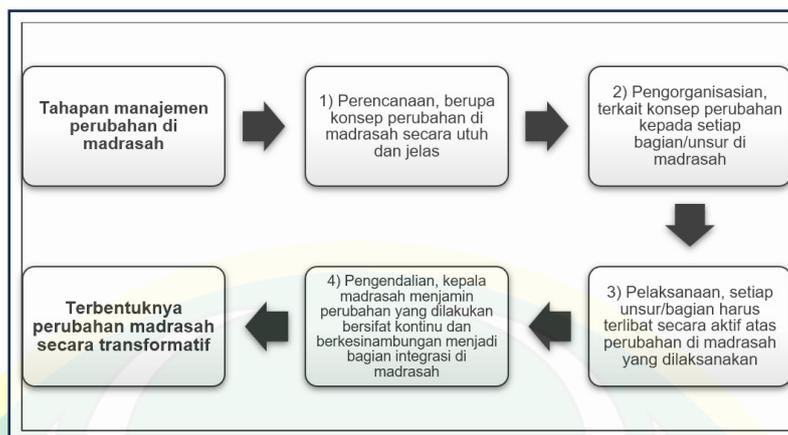 Tahapan manajemen
perubahan di
madrasah
1) Perencanaan, berupa
konsep perubahan di
madrasah secara utuh
dan jelas
2) Pengorganisasian,
terkait konsep perubahan
kepada setiap
bagian/unsur di
madrasah
3) Pelaksanaan, setiap
unsur/bagian harus
terlibat secara aktif atas
perubahan di madrasah
yang dilaksanakan
4) Pengendalian, kepala
madrasah menjamin
perubahan yang dilakukan
bersifat kontinu dan
berkesinambungan menjadi
bagian integrasi di
madrasah
Terbentuknya
perubahan madrasah
secara transformatif